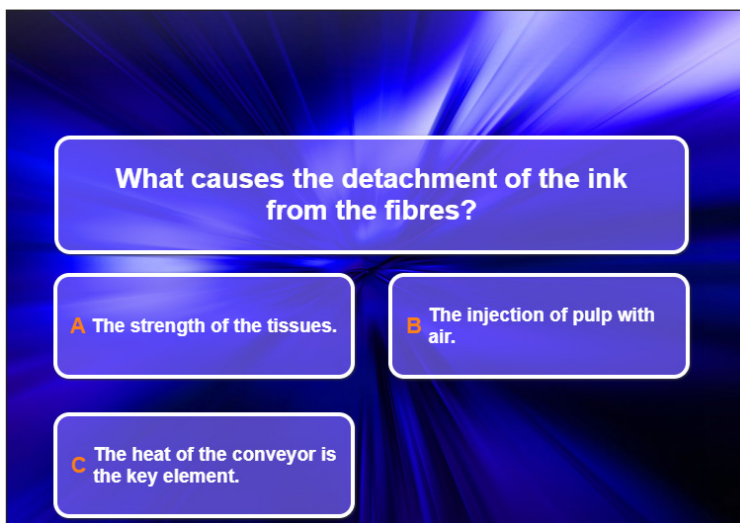 What causes the detachment of the ink
from the fibres?
A The strength of the tissues.
B The injection of pulp with
air.
C The heat of the conveyor is
the key element.